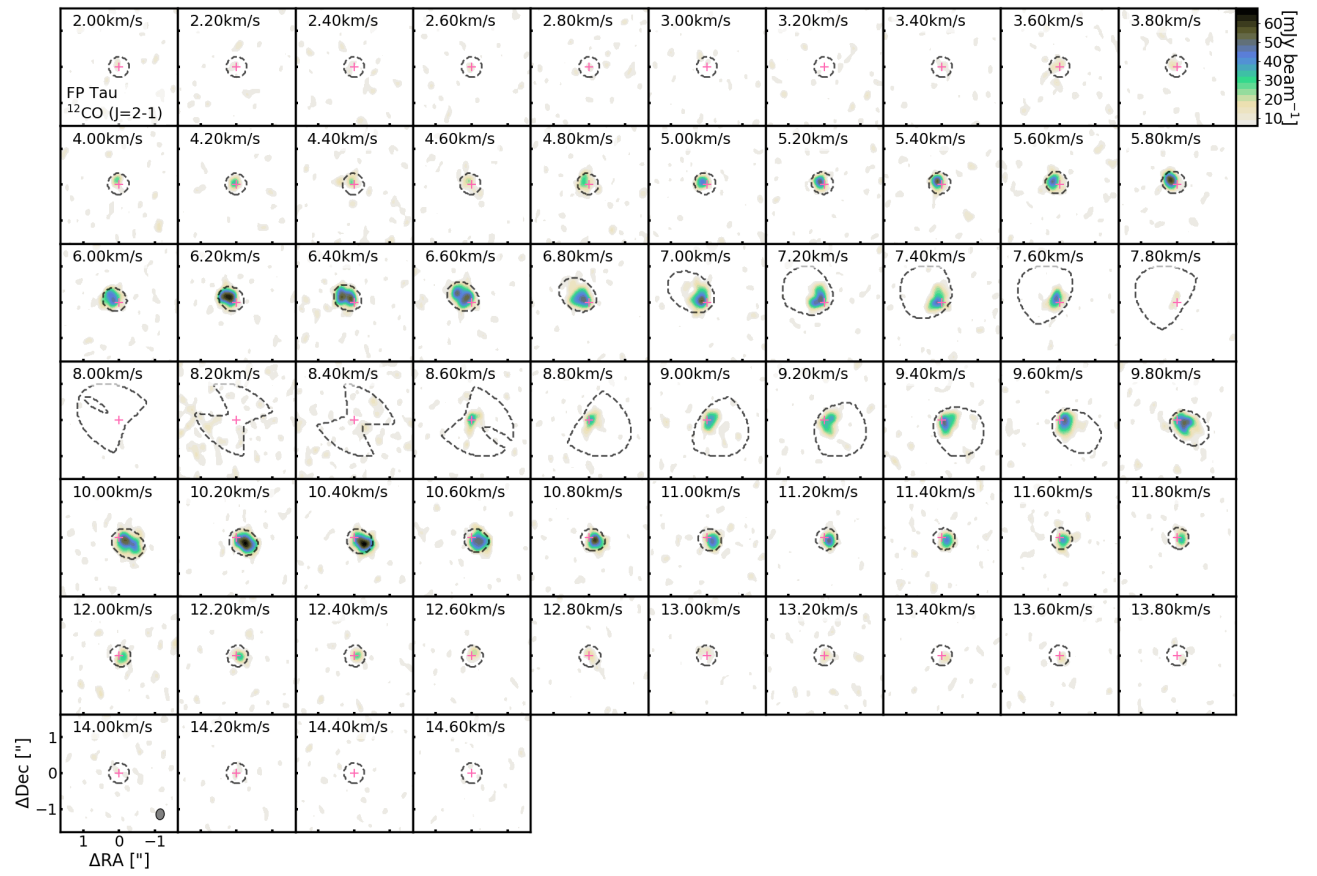 2.00km/s 2.20km/s 2.40km/s 2.60km/s 2.80km/s 3.00km/s 3.20km/s 3.40km/s 3.60km/s 3.80km/s
FP Tau
¹²CO (J=2-1)
60
50
40
30
20
10
[mJy beam⁻¹]
4.00km/s 4.20km/s 4.40km/s 4.60km/s 4.80km/s 5.00km/s 5.20km/s 5.40km/s 5.60km/s 5.80km/s
6.00km/s 6.20km/s 6.40km/s 6.60km/s 6.80km/s 7.00km/s 7.20km/s 7.40km/s 7.60km/s 7.80km/s
8.00km/s 8.20km/s 8.40km/s 8.60km/s 8.80km/s 9.00km/s 9.20km/s 9.40km/s 9.60km/s 9.80km/s
10.00km/s 10.20km/s 10.40km/s 10.60km/s 10.80km/s 11.00km/s 11.20km/s 11.40km/s 11.60km/s 11.80km/s
12.00km/s 12.20km/s 12.40km/s 12.60km/s 12.80km/s 13.00km/s 13.20km/s 13.40km/s 13.60km/s 13.80km/s
14.00km/s 14.20km/s 14.40km/s 14.60km/s
1
0
−1
ΔDec ["]
1 0 −1
ΔRA ["]